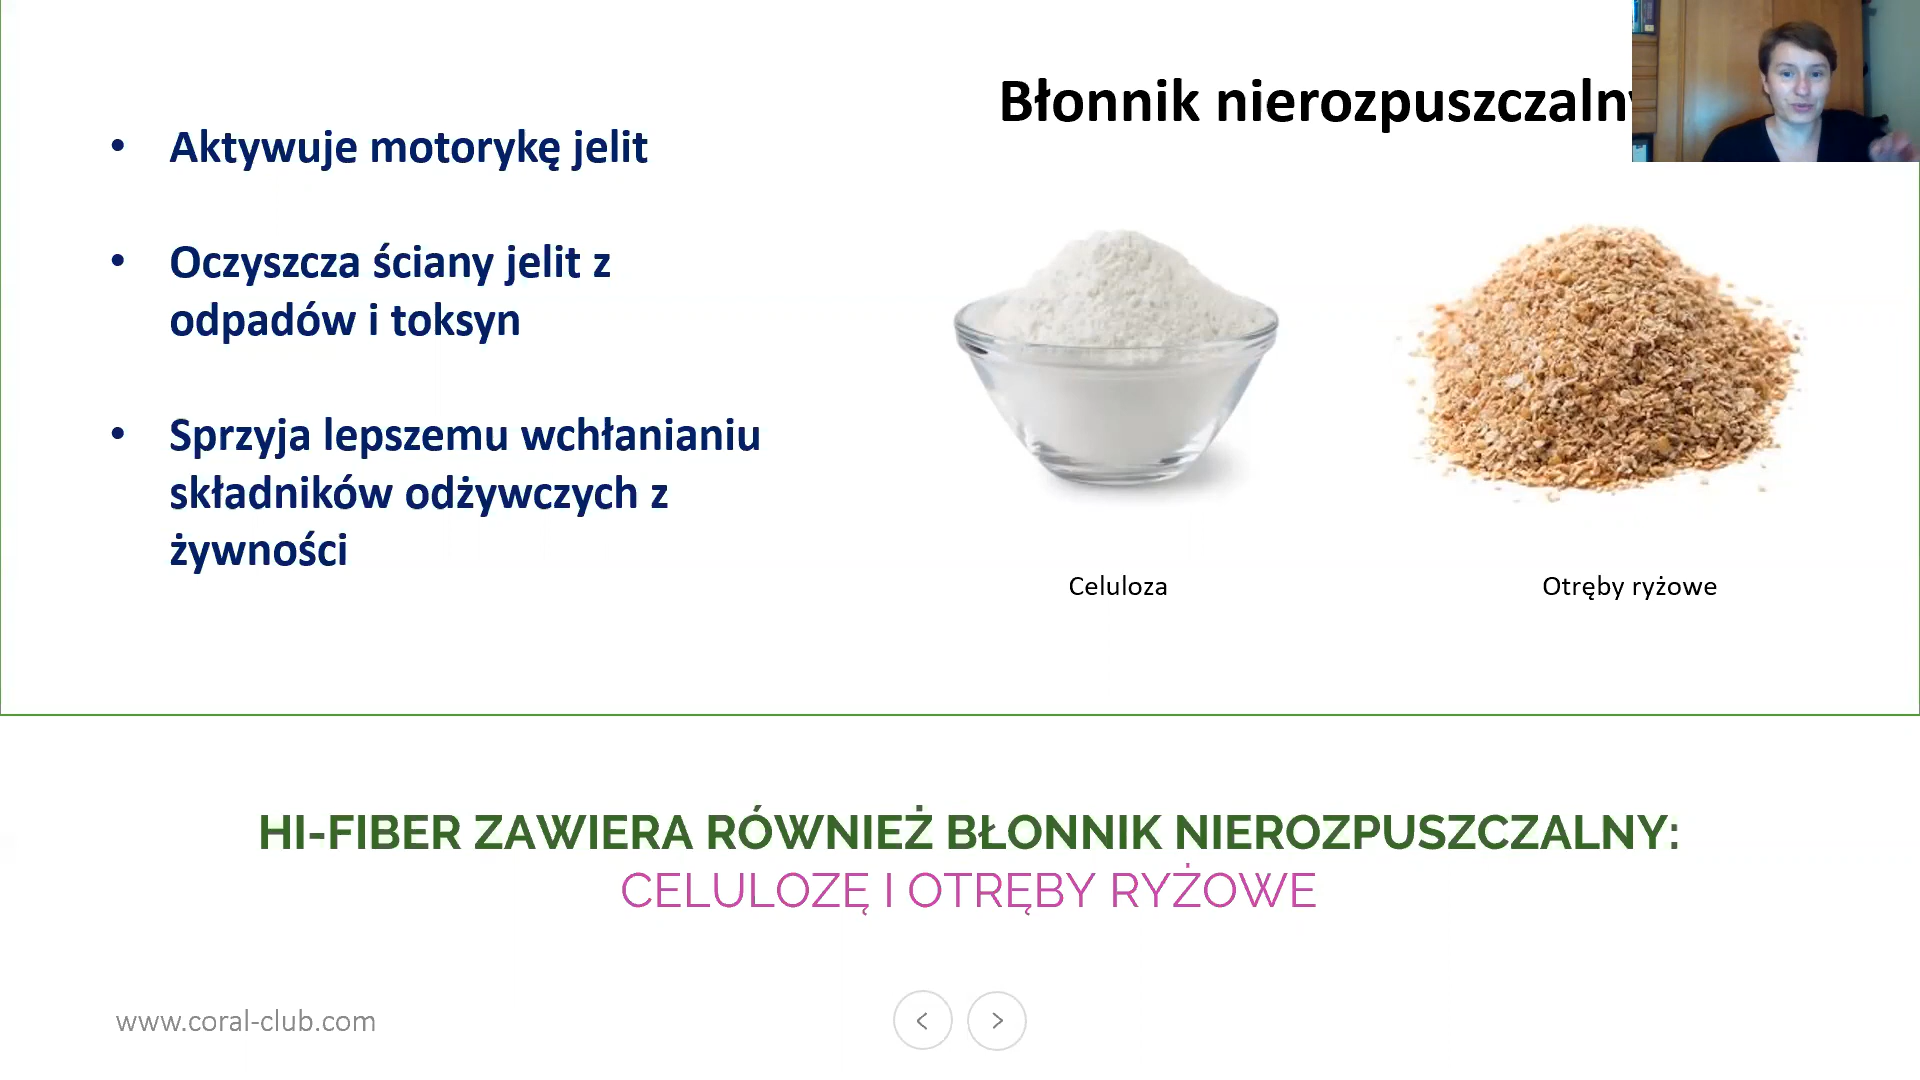 Błonnik nierozpuszczalny
• Aktywuje motorykę jelit
• Oczyszcza ściany jelit z
odpadów i toksyn
• Sprzyja lepszemu wchłanianiu
składników odżywczych z
żywności
Celuloza
Otręby ryżowe
HI-FIBER ZAWIERA RÓWNIEŻ BŁONNIK NIEROZPUSZCZALNY:
CELULOZĘ I OTRĘBY RYŻOWE
www.coral-club.com